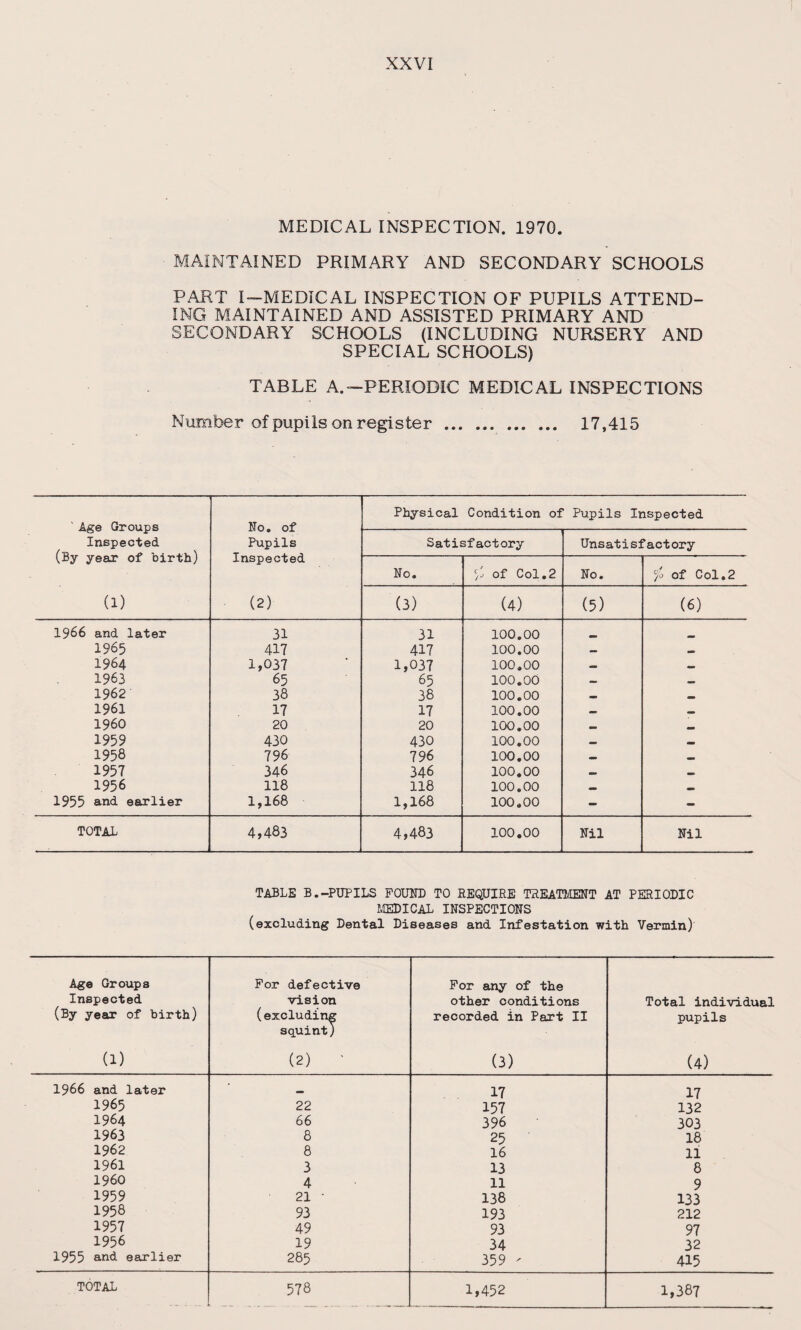 XXVI
MEDICAL INSPECTION. 1970.
MAINTAINED PRIMARY AND SECONDARY SCHOOLS
PART I—MEDICAL INSPECTION OF PUPILS ATTEND-
ING MAINTAINED AND ASSISTED PRIMARY AND
SECONDARY SCHOOLS (INCLUDING NURSERY AND
SPECIAL SCHOOLS)
TABLE A.—PERIODIC MEDICAL INSPECTIONS
Number of pupils on register ... ... ... ... 17,415
Age Groups Inspected (By year of birth) No. of Pupils Inspected Physical Condition of Pupils Inspected
Satisfactory Unsatisfactory
No. % of Col.2 No. % of Col.2
(1) (2) (3) (4) (5) (6)
1966 and later 31 31 100.00 - -
1965 417 417 100.00 - -
1964 1,037 1,037 100.00 - -
1963 65 65 100.00 - -
1962 38 38 100.00 - -
1961 17 17 100.00 - -
1960 20 20 100.00 - -
1959 430 430 100.00 - -
1958 796 796 100.00 - -
1957 346 346 100.00 - -
1956 118 118 100.00 - -
1955 and earlier 1,168 1,168 100.00 - -
TOTAL 4,483 4,483 100.00 Nil Nil
TABLE B.-PUPILS FOUND TO REQUIRE TREATMENT AT PERIODIC
MEDICAL INSPECTIONS
(excluding Dental Diseases and Infestation with Vermin)
Age Groups Inspected (By year of birth) For defective vision (excluding squint) For any of the other conditions recorded in Part II Total individual pupils
(1) (2) (3) (4)
1966 and later - 17 17
1965 22 157 132
1964 66 396 303
1963 8 25 18
1962 8 16 11
1961 3 13 8
1960 4 11 9
1959 21 138 133
1958 93 193 212
1957 49 93 97
1956 19 34 32
1955 and earlier 285 359 415
TOTAL 578 1,452 1,387